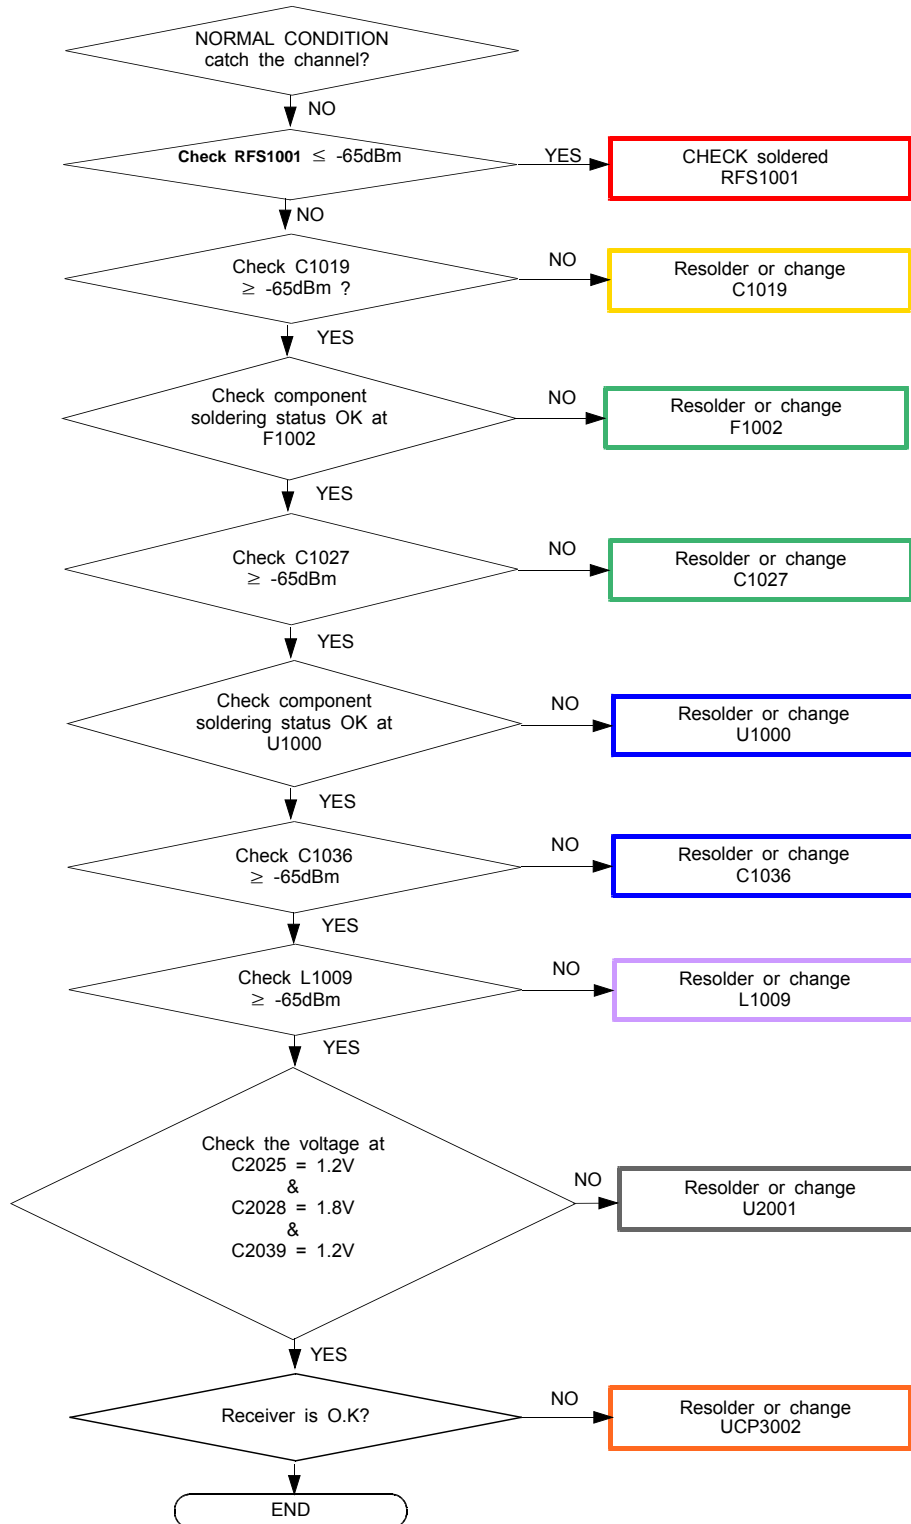 NORMAL CONDITION
catch the channel?
NO
Check RFS1001 ≤ -65dBm
YES
CHECK soldered
RFS1001
NO
Check C1019
≥ -65dBm ?
NO
Resolder or change
C1019
YES
Check component
soldering status OK at
F1002
NO
Resolder or change
F1002
YES
Check C1027
≥ -65dBm
NO
Resolder or change
C1027
YES
Check component
soldering status OK at
U1000
NO
Resolder or change
U1000
YES
Check C1036
≥ -65dBm
NO
Resolder or change
C1036
YES
Check L1009
≥ -65dBm
NO
Resolder or change
L1009
YES
Check the voltage at
C2025 = 1.2V
&
C2028 = 1.8V
&
C2039 = 1.2V
NO
Resolder or change
U2001
YES
Receiver is O.K?
NO
Resolder or change
UCP3002
END